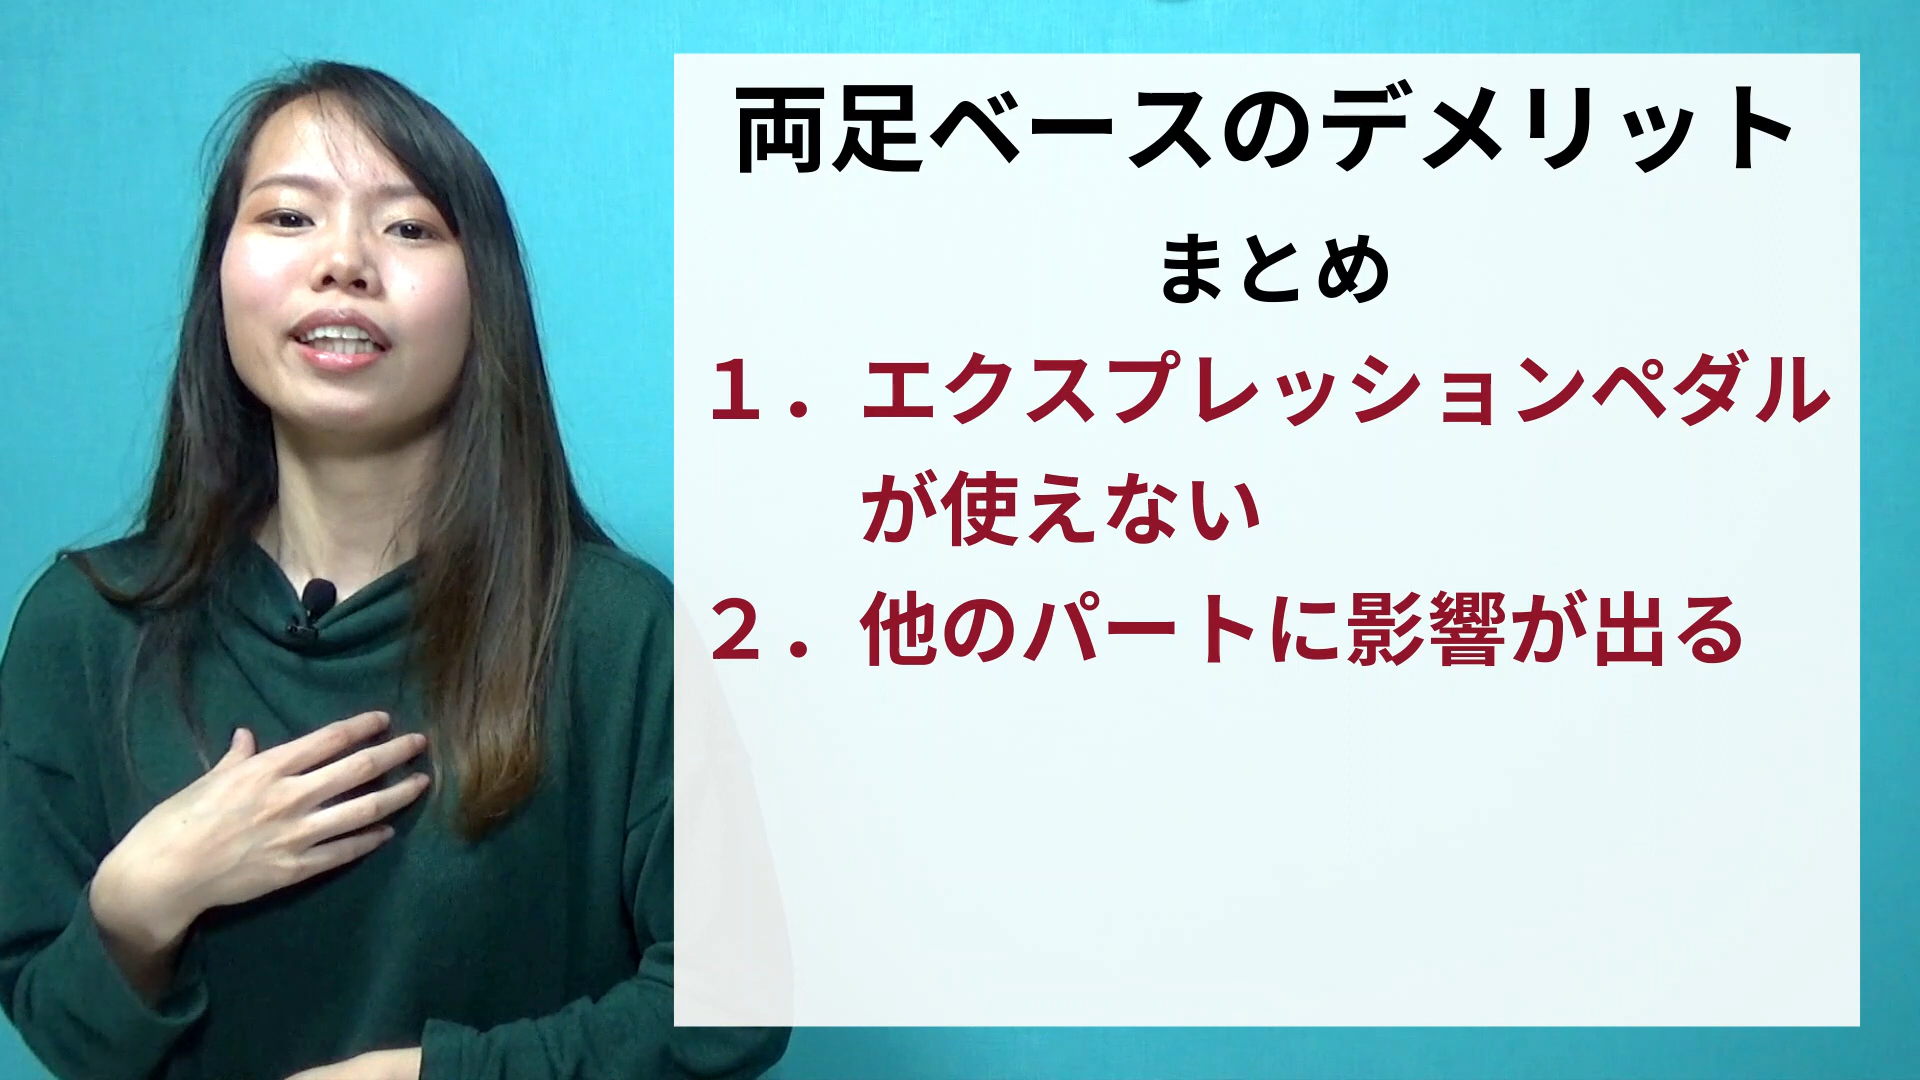 両足ベースのデメリット
まとめ
１．エクスプレッションペダル
が使えない
２．他のパートに影響が出る